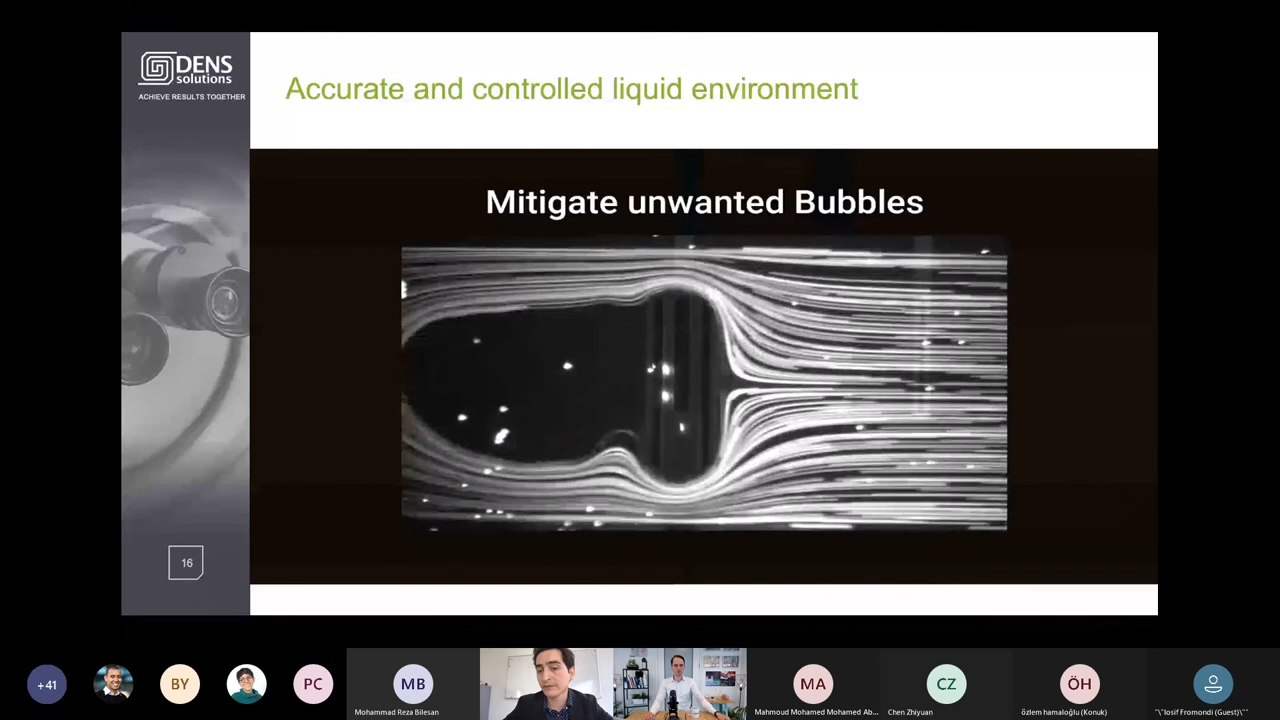 DENS
solutions
ACHIEVE RESULTS TOGETHER
Accurate and controlled liquid environment
Mitigate unwanted Bubbles
16
+41
BY
PC
MB
Mohammad Reza Bilesan
MA
Mahmoud Mohamed Mohamed Ab...
CZ
Chen Zhiyuan
ÖH
özlem hamaloğlu (Konuk)
"\"Iosif Fromondi (Guest)\""